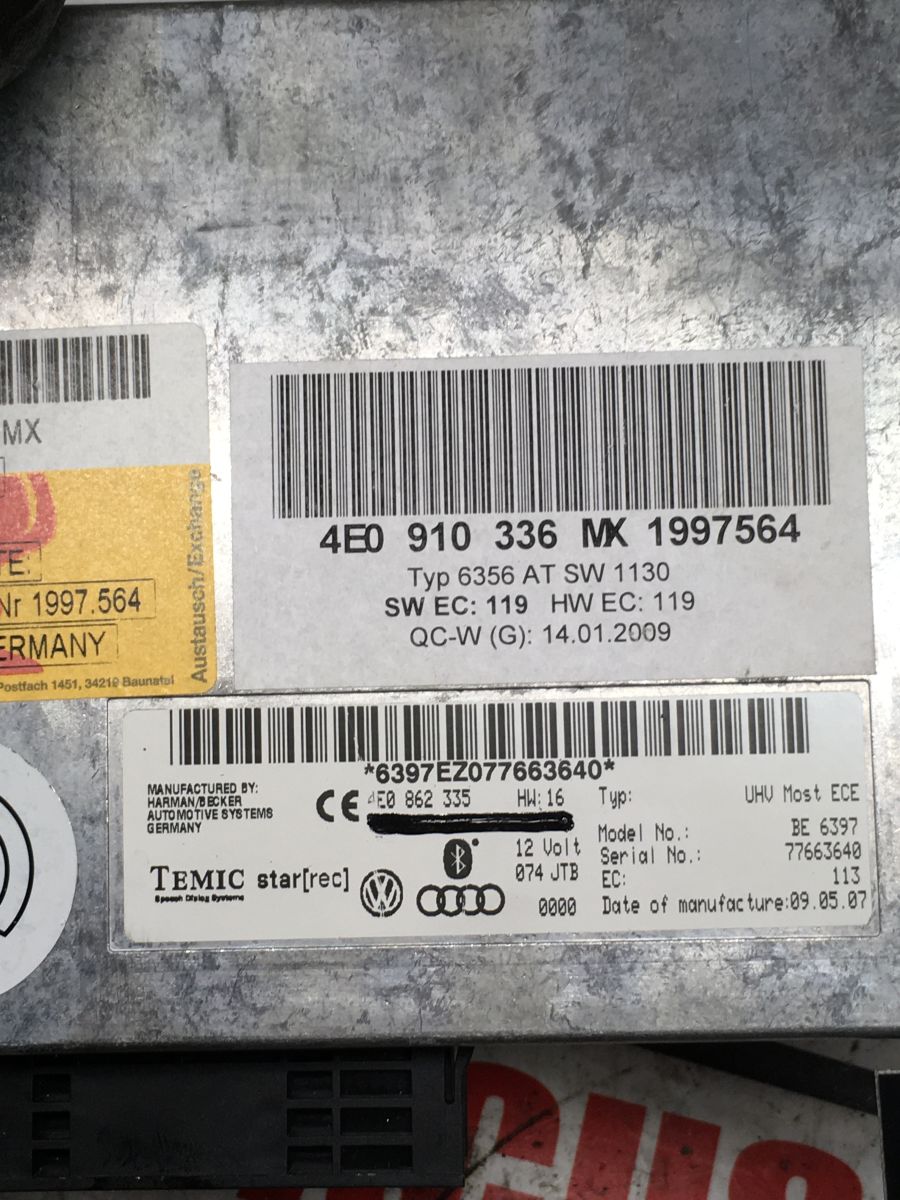 MX
TE:
Nr 1997.564
ERMANY
Postfach 1451, 34219 Baunatal
Austausch/Exchange
4E0 910 336 MX 1997564
Typ 6356 AT SW 1130
SW EC: 119 HW EC: 119
QC-W (G): 14.01.2009
*6397EZ077663640*
MANUFACTURED BY:
HARMAN/BECKER
AUTOMOTIVE SYSTEMS
GERMANY
CE
4E0 862 335 HW:16
12 Volt
074 JTB
0000
TEMIC star[rec]
Speech Dialog Systems
Typ: UHV Most ECE
Model No.: BE 6397
Serial No.: 77663640
EC: 113
Date of manufacture:09.05.07